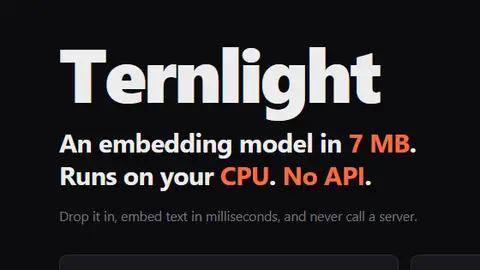 Ternlight
An embedding model in 7 MB.
Runs on your CPU. No API.
Drop it in, embed text in milliseconds, and never call a server.